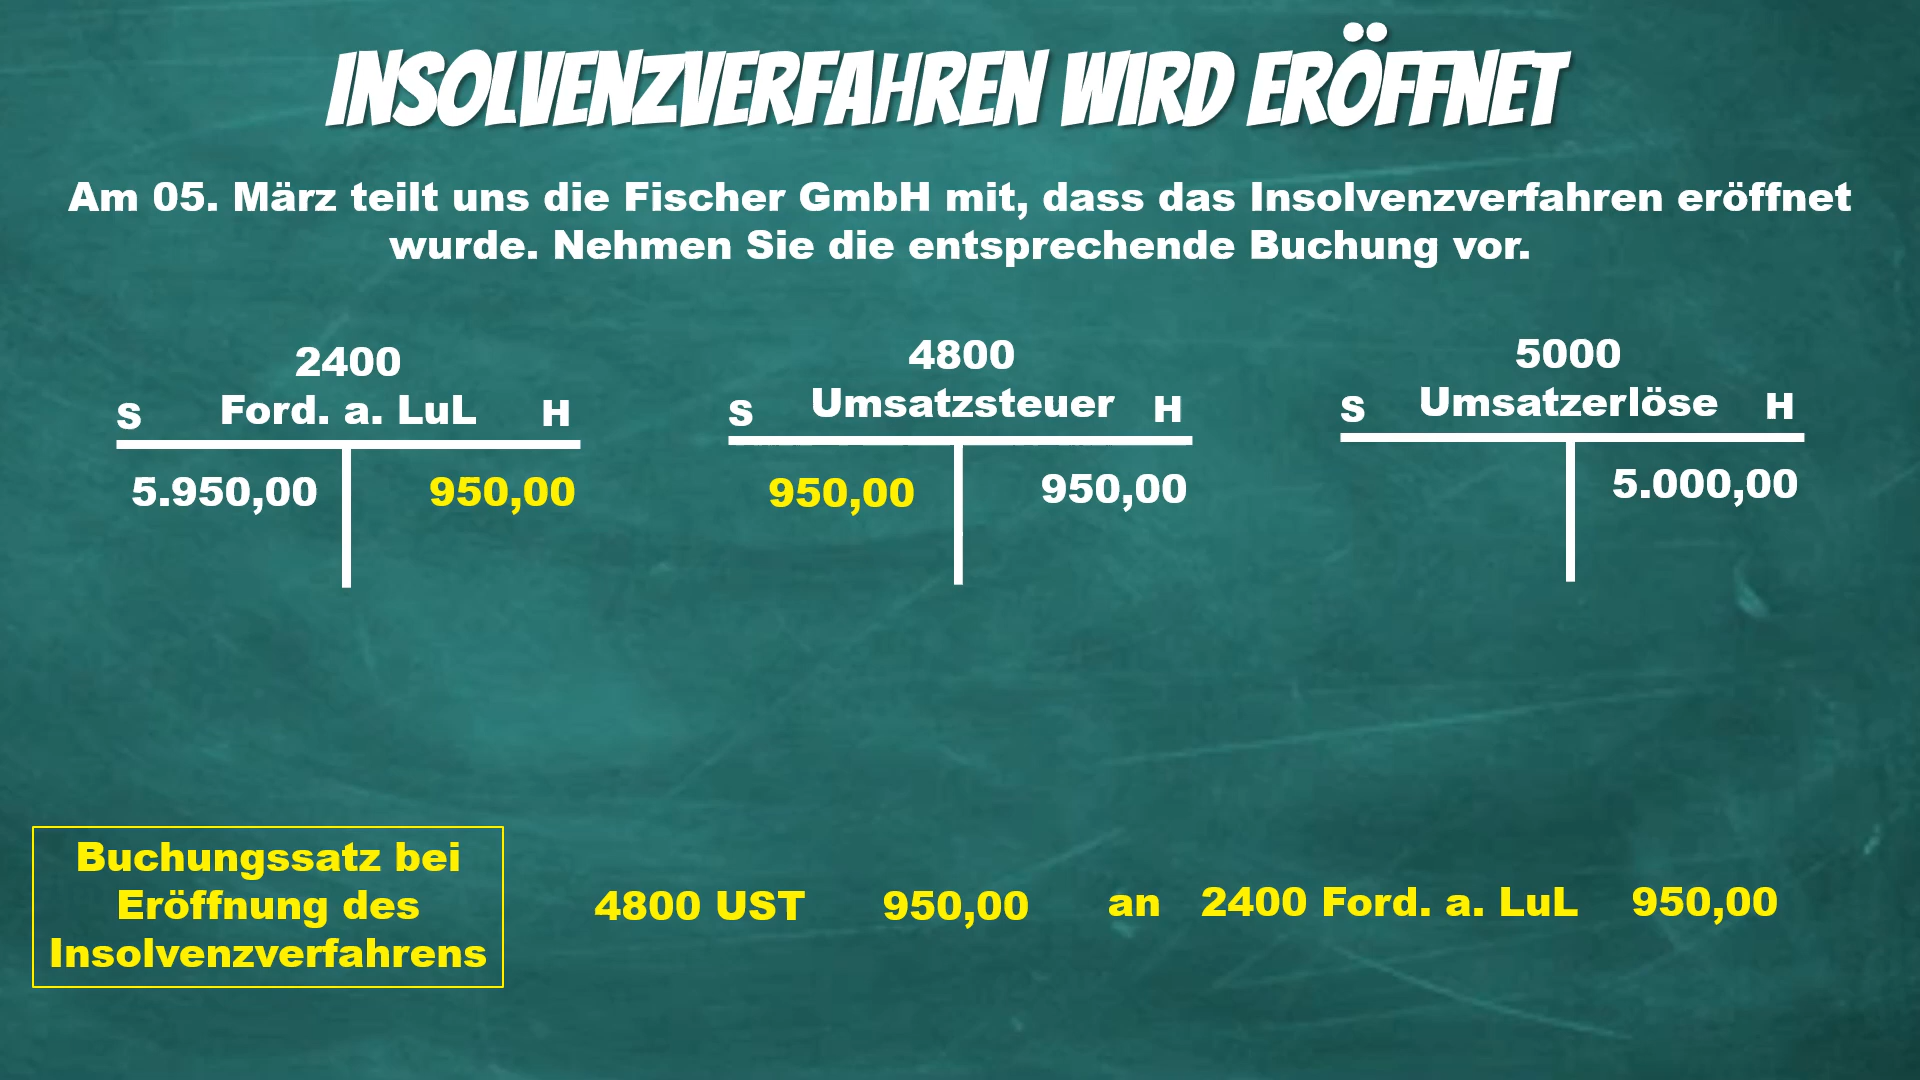 INSOLVENZVERFAHREN WIRD ERÖFFNET
Am 05. März teilt uns die Fischer GmbH mit, dass das Insolvenzverfahren eröffnet
wurde. Nehmen Sie die entsprechende Buchung vor.
2400
S Ford. a. LuL H
5.950,00 950,00
4800
S Umsatzsteuer H
950,00 950,00
5000
S Umsatzerlöse H
5.000,00
Buchungssatz bei
Eröffnung des
Insolvenzverfahrens
4800 UST 950,00 an 2400 Ford. a. LuL 950,00